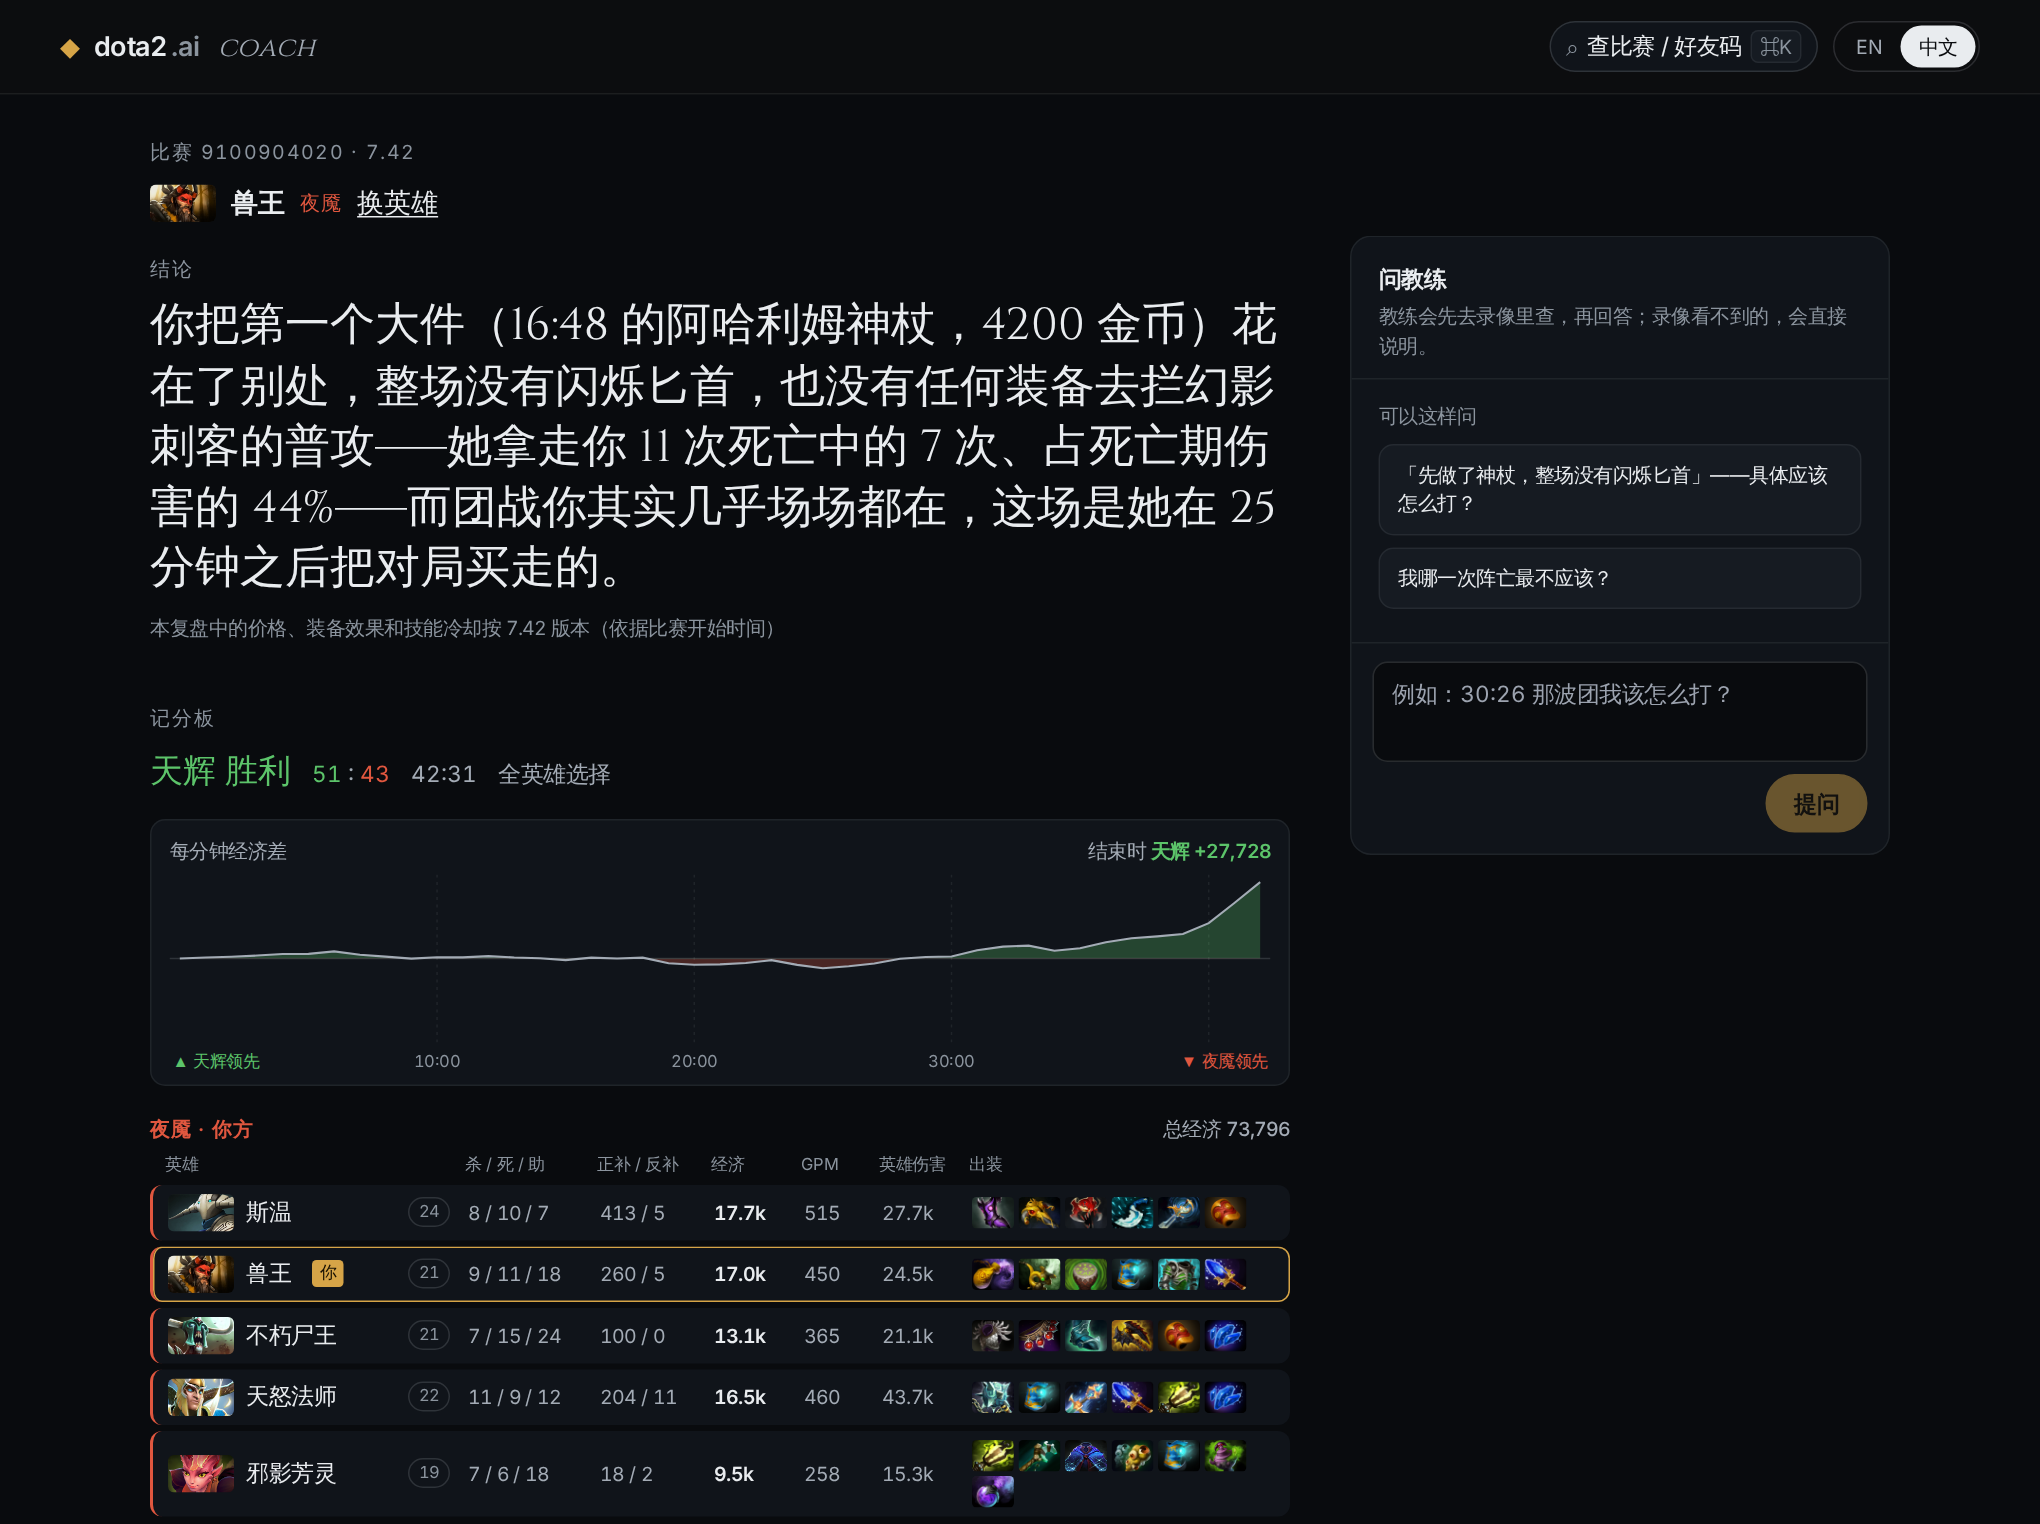 ◆ dota2.ai COACH
⌕ 查比赛 / 好友码 ⌘K
EN 中文
比赛 9100904020 · 7.42
兽王 夜魇 换英雄
结论
你把第一个大件（16:48 的阿哈利姆神杖，4200 金币）花
在了别处，整场没有闪烁匕首，也没有任何装备去拦幻影
刺客的普攻——她拿走你 11 次死亡中的 7 次、占死亡期伤
害的 44%——而团战你其实几乎场场都在，这场是她在 25
分钟之后把对局买走的。
本复盘中的价格、装备效果和技能冷却按 7.42 版本（依据比赛开始时间）
记分板
天辉 胜利 51 : 43 42:31 全英雄选择
每分钟经济差 结束时 天辉 +27,728
▲ 天辉领先 10:00 20:00 30:00 ▼ 夜魇领先
夜魇 · 你方 总经济 73,796
英雄 杀 / 死 / 助 正补 / 反补 经济 GPM 英雄伤害 出装
斯温 24 8 / 10 / 7 413 / 5 17.7k 515 27.7k
兽王 你 21 9 / 11 / 18 260 / 5 17.0k 450 24.5k
不朽尸王 21 7 / 15 / 24 100 / 0 13.1k 365 21.1k
天怒法师 22 11 / 9 / 12 204 / 11 16.5k 460 43.7k
邪影芳灵 19 7 / 6 / 18 18 / 2 9.5k 258 15.3k
问教练
教练会先去录像里查，再回答；录像看不到的，会直接
说明。
可以这样问
「先做了神杖，整场没有闪烁匕首」——具体应该
怎么打？
我哪一次阵亡最不应该？
例如：30:26 那波团我该怎么打？
提问